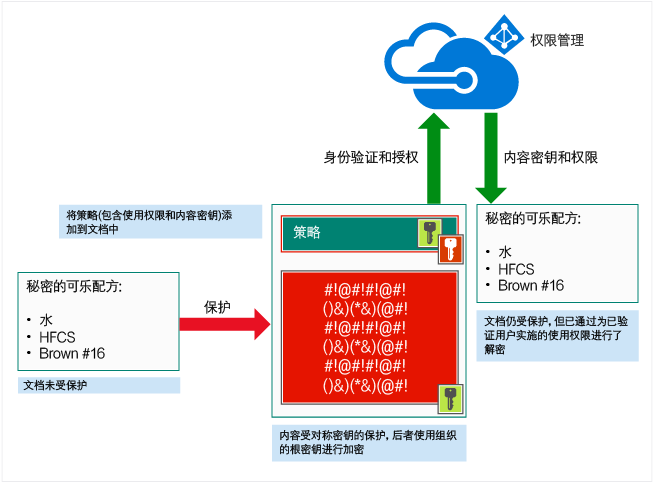 权限管理
身份验证和授权
内容密钥和权限
将策略(包含使用权限和内容密钥)添
加到文档中
策略
秘密的可乐配方:
• 水
• HFCS
• Brown #16
保护
文档未受保护
#!@#!#!@#!
()&)(*&)(@#!
#!@#!#!@#!
()&)(*&)(@#!
#!@#!#!@#!
()&)(*&)(@#!
内容受对称密钥的保护, 后者使用组织
的根密钥进行加密
秘密的可乐配方:
• 水
• HFCS
• Brown #16
文档仍受保护, 但已通过为已验
证用户实施的使用权限进行了
解密